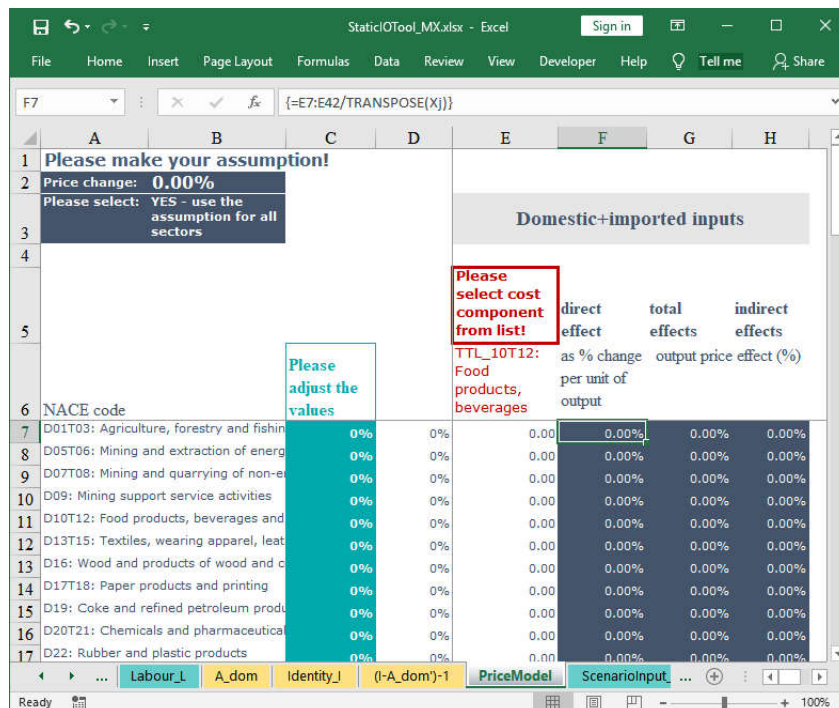 StaticIOTool_MX.xlsx - Excel
Sign in
File Home Insert Page Layout Formulas Data Review View Developer Help Tell me Share
F7 fx {=E7:E42/TRANSPOSE(Xj)}
A B C D E F G H
1 Please make your assumption!
2 Price change: 0.00%
Please select: YES - use the
assumption for all
sectors
3
Domestic+imported inputs
4
Please
select cost
component
from list!
5
direct
effect
total
effects
indirect
effects
TTL_10T12:
Food
products,
beverages
as % change
per unit of
output
output price effect (%)
Please
adjust the
values
6 NACE code
7 D01T03: Agriculture, forestry and fishin 0% 0% 0.00 0.00% 0.00% 0.00%
8 D05T06: Mining and extraction of energ 0% 0% 0.00 0.00% 0.00% 0.00%
9 D07T08: Mining and quarrying of non-e 0% 0% 0.00 0.00% 0.00% 0.00%
10 D09: Mining support service activities 0% 0% 0.00 0.00% 0.00% 0.00%
11 D10T12: Food products, beverages and 0% 0% 0.00 0.00% 0.00% 0.00%
12 D13T15: Textiles, wearing apparel, leat 0% 0% 0.00 0.00% 0.00% 0.00%
13 D16: Wood and products of wood and c 0% 0% 0.00 0.00% 0.00% 0.00%
14 D17T18: Paper products and printing 0% 0% 0.00 0.00% 0.00% 0.00%
15 D19: Coke and refined petroleum produ 0% 0% 0.00 0.00% 0.00% 0.00%
16 D20T21: Chemicals and pharmaceutical 0% 0% 0.00 0.00% 0.00% 0.00%
17 D22: Rubber and plastic products 0% 0% 0.00 0.00% 0.00% 0.00%
... Labour_L A_dom Identity_I (I-A_dom')-1 PriceModel ScenarioInput_ ...
Ready 100%